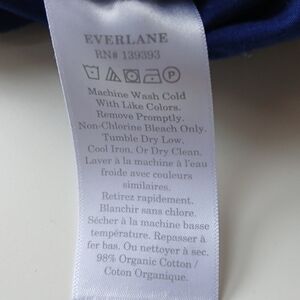 EVERLANE
RN# 139393
Machine Wash Cold
With Like Colors.
Remove Promptly.
Non-Chlorine Bleach Only.
Tumble Dry Low.
Cool Iron. Or Dry Clean.
Laver à la machine à l'eau
froide avec couleurs
similaires.
Retirez rapidement.
Blanchir sans chlore.
Sécher à la machine basse
température. Repasser à
fer bas. Ou nettoyer à sec.
98% Organic Cotton /
Coton Organique.